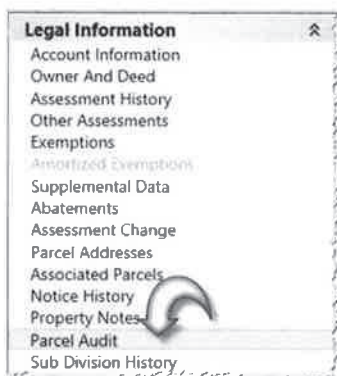 Legal Information
Account Information
Owner And Deed
Assessment History
Other Assessments
Exemptions
Amortized Exemptions
Supplemental Data
Abatements
Assessment Change
Parcel Addresses
Associated Parcels
Notice History
Property Notes
Parcel Audit
Sub Division History